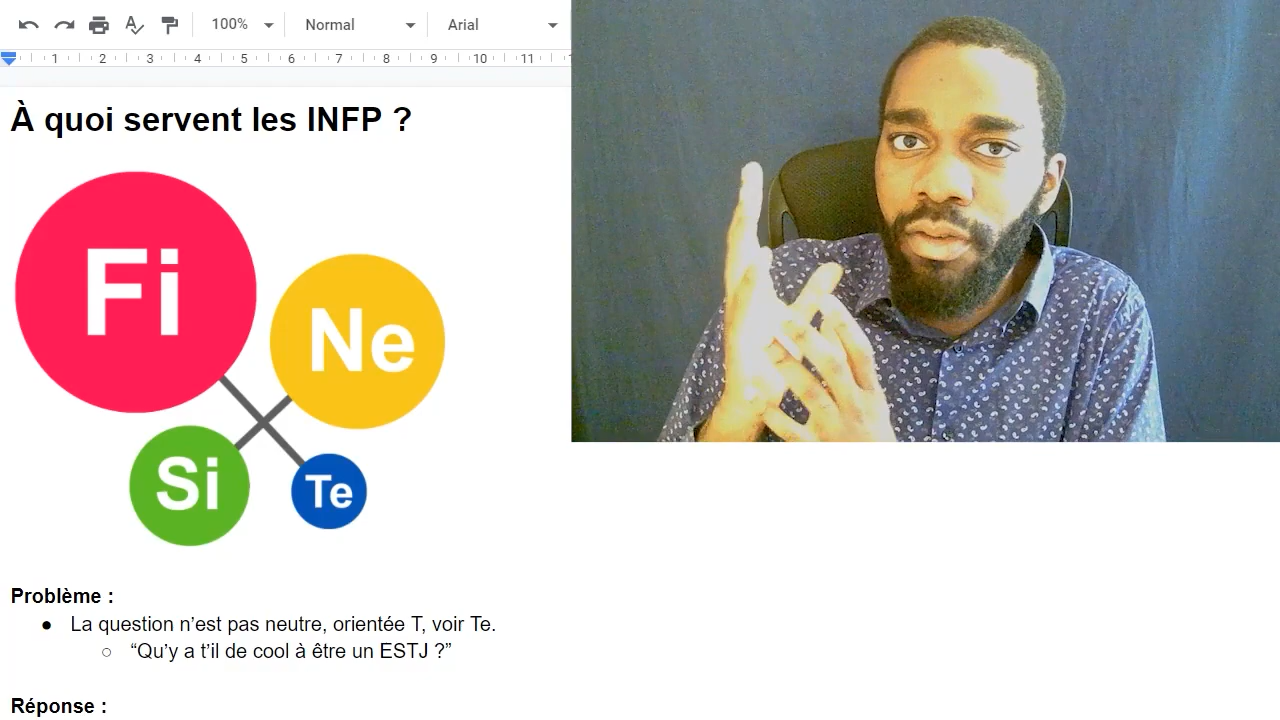 100% Normal Arial
1 2 3 4 5 6 7 8 9 10 11
À quoi servent les INFP ?
Fi
Ne
Si
Te
Problème :
● La question n’est pas neutre, orientée T, voir Te.
○ “Qu’y a t’il de cool à être un ESTJ ?”
Réponse :